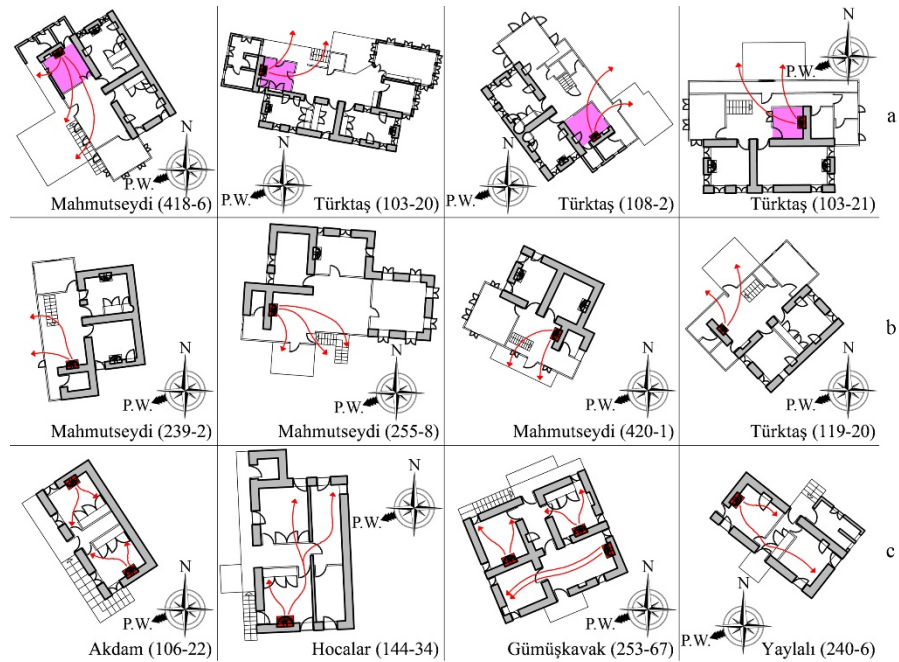 N
P.W.
Mahmutseydi (418-6)
N
P.W.
Türktaş (103-20)
N
P.W.
Türktaş (108-2)
N
P.W.
Türktaş (103-21)
a
N
P.W.
Mahmutseydi (239-2)
N
P.W.
Mahmutseydi (255-8)
N
P.W.
Mahmutseydi (420-1)
N
P.W.
Türktaş (119-20)
b
N
P.W.
Akdam (106-22)
N
P.W.
Hocalar (144-34)
N
P.W.
Gümüşkavak (253-67)
N
P.W.
Yaylalı (240-6)
c